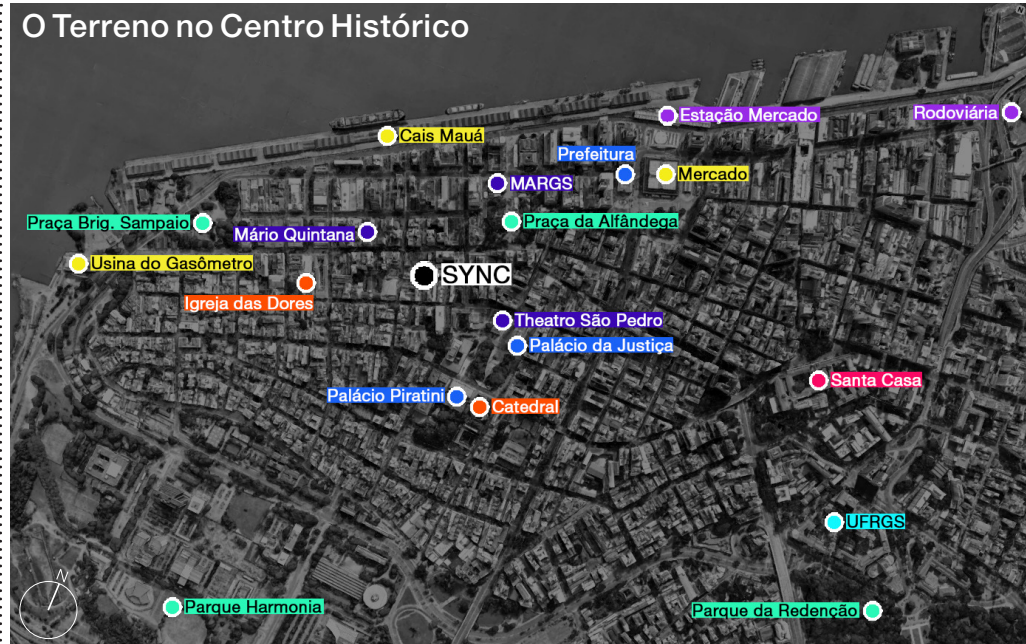 O Terreno no Centro Histórico
Estação Mercado
Rodoviária
Cais Mauá
Prefeitura
Mercado
MARGS
Praça Brig. Sampaio
Praça da Alfândega
Mário Quintana
Usina do Gasômetro
SYNC
Igreja das Dores
Theatro São Pedro
Palácio da Justiça
Santa Casa
Palácio Piratini
Catedral
UFRGS
N
Parque Harmonia
Parque da Redenção